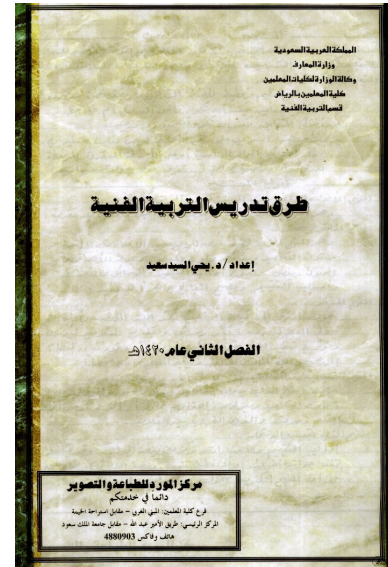 المملكة العربية السعودية
وزارة المعارف
وكالة الوزارة لكليات المعلمين
كلية المعلمين بالرياض
قسم التربية الفنية
طرق تدريس التربية الفنية
إعداد / د. يحي السيد سعيد
الفصل الثاني عام ١٤٢٠هـ
مركز المورد للطباعة والتصوير
دائما في خدمتكم
فرع كلية المعلمين: المبنى الغربي – مقابل استراحة الخيمة
المركز الرئيسي: طريق الأمير عبد الله – مقابل جامعة الملك سعود
هاتف وفاكس 4880903